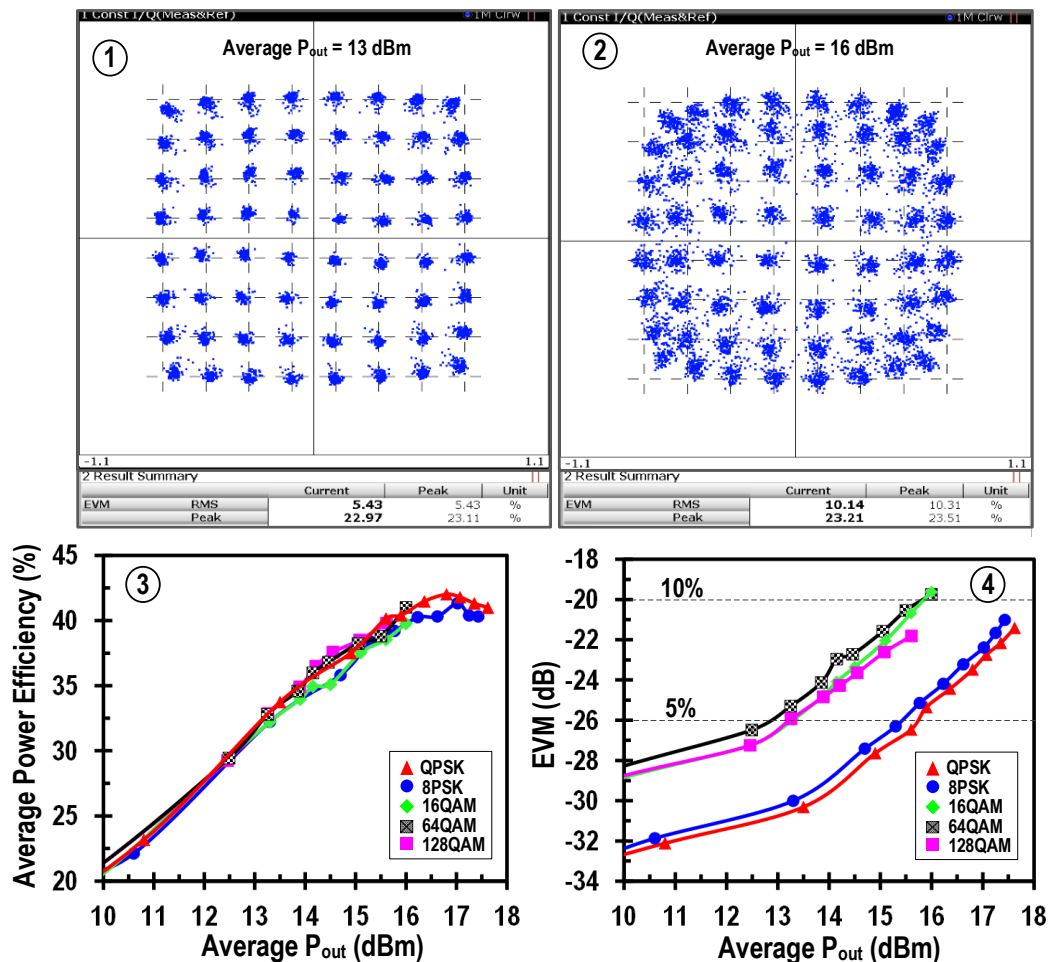 1 Const I/Q(Meas&Ref) 1M Clrw
1
Average Pout = 13 dBm
-1.1 1.1
2 Result Summary
Current Peak Unit
EVM RMS 5.43 5.43 %
Peak 22.97 23.11 %
1 Const I/Q(Meas&Ref) 1M Clrw
2
Average Pout = 16 dBm
-1.1 1.1
2 Result Summary
Current Peak Unit
EVM RMS 10.14 10.31 %
Peak 23.21 23.51 %
3
Average Power Efficiency (%)
45
40
35
30
25
20
QPSK
8PSK
16QAM
64QAM
128QAM
10 11 12 13 14 15 16 17 18
Average Pout (dBm)
4
EVM (dB)
-18
-20
-22
-24
-26
-28
-30
-32
-34
10%
5%
QPSK
8PSK
16QAM
64QAM
128QAM
10 11 12 13 14 15 16 17 18
Average Pout (dBm)